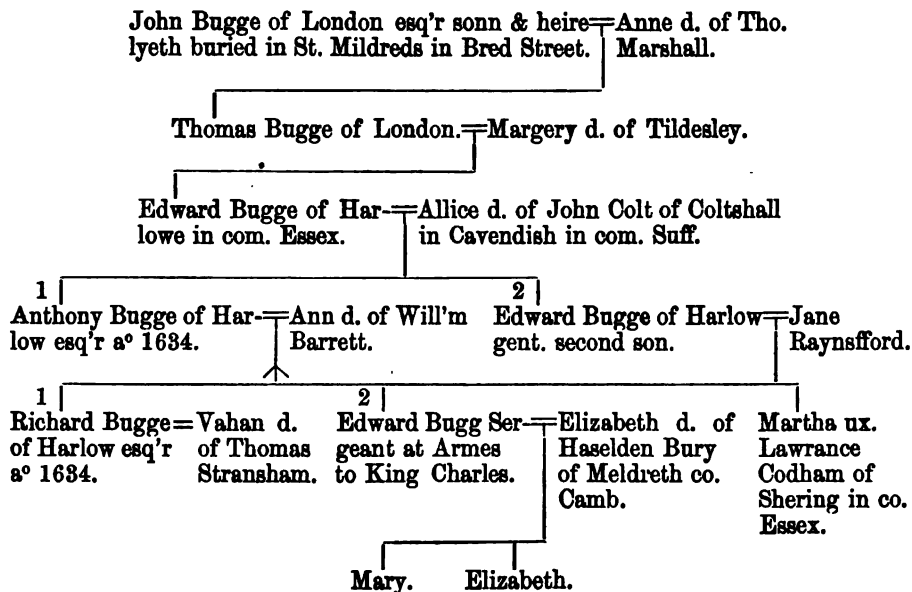 John Bugge of London esq'r sonn & heire=Anne d. of Tho.
lyeth buried in St. Mildreds in Bred Street. Marshall.
Thomas Bugge of London.=Margery d. of Tildesley.
Edward Bugge of Har-=Allice d. of John Colt of Coltshall
lowe in com. Essex. in Cavendish in com. Suff.
1 2
Anthony Bugge of Har-=Ann d. of Will'm Edward Bugge of Harlow=Jane
low esq'r aº 1634. Barrett. gent. second son. Raynsfford.
1 2
Richard Bugge=Vahan d. Edward Bugg Ser-=Elizabeth d. of Martha ux.
of Harlow esq'r of Thomas geant at Armes Haselden Bury Lawrance
aº 1634. Stransham. to King Charles. of Meldreth co. Codham of
Camb. Shering in co.
Essex.
Mary. Elizabeth.